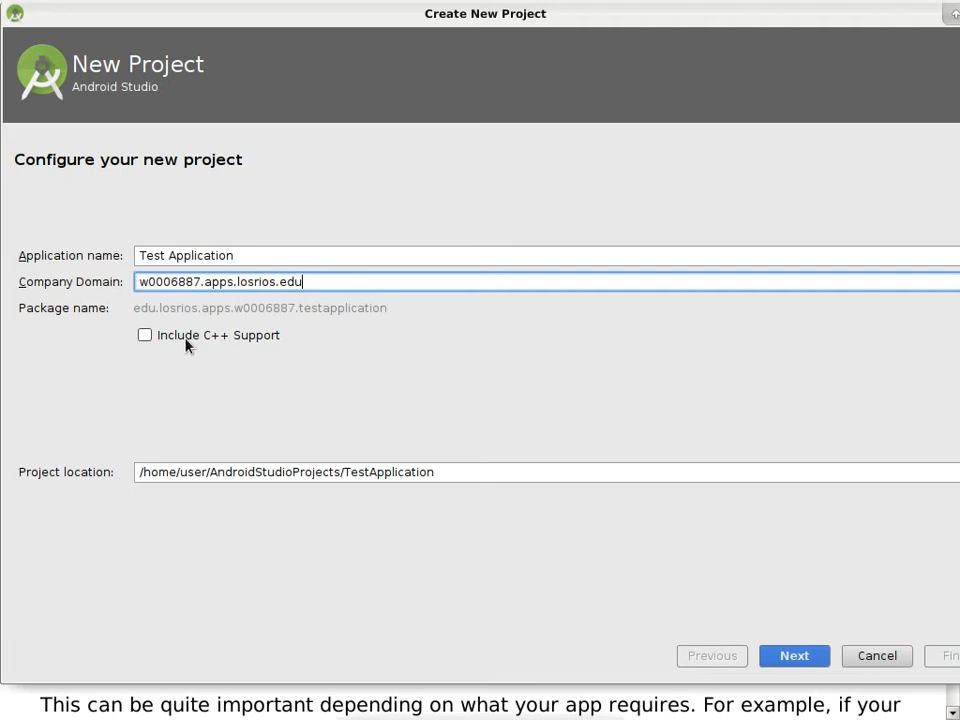 Create New Project
New Project
Android Studio
Configure your new project
Application name: Test Application
Company Domain: w0006887.apps.losrios.edu
Package name: edu.losrios.apps.w0006887.testapplication
Include C++ Support
Project location: /home/user/AndroidStudioProjects/TestApplication
Previous Next Cancel Fin
This can be quite important depending on what your app requires. For example, if your